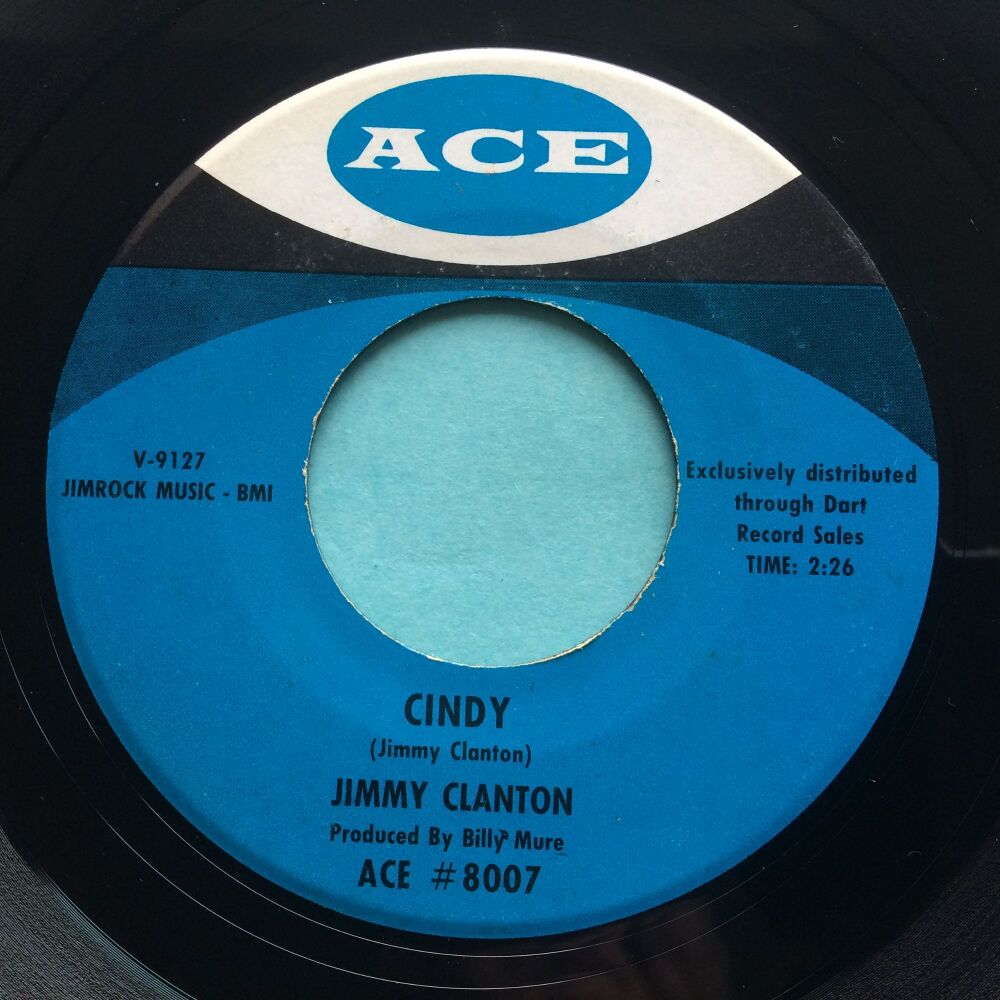 ACE
V-9127
JIMROCK MUSIC - BMI
Exclusively distributed
through Dart
Record Sales
TIME: 2:26
CINDY
(Jimmy Clanton)
JIMMY CLANTON
Produced By Billy Mure
ACE #8007